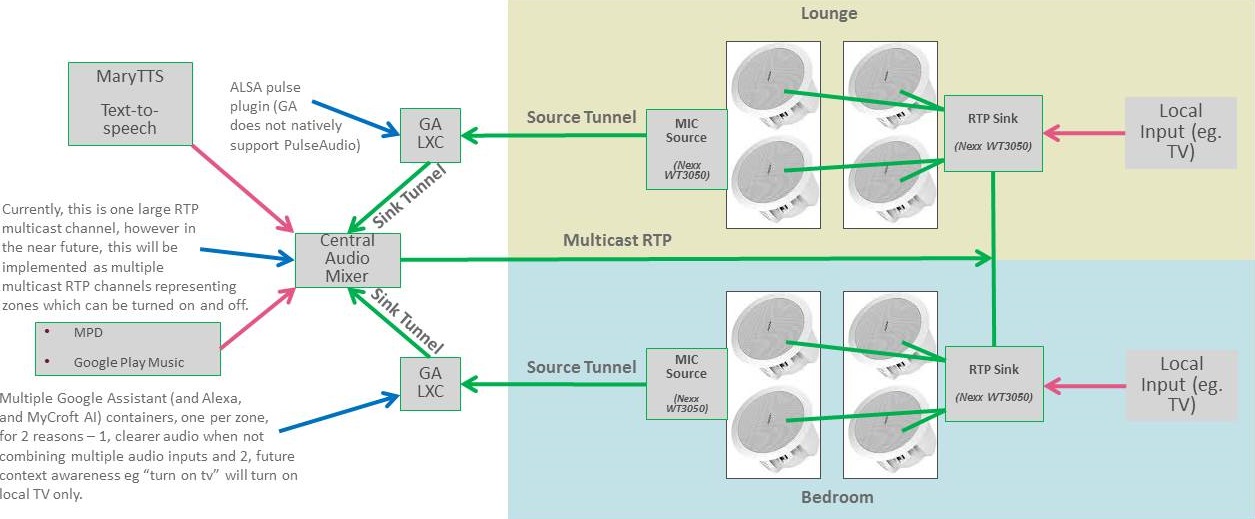 Lounge
MaryTTS
Text-to-
speech
ALSA pulse
plugin (GA
does not natively
support PulseAudio)
GA
LXC
Source Tunnel
MIC
Source
(Nexx
WT3050)
RTP Sink
(Nexx WT3050)
Local
Input (eg.
TV)
Sink Tunnel
Currently, this is one large RTP
multicast channel, however in
the near future, this will be
implemented as multiple
multicast RTP channels representing
zones which can be turned on and off.
Central
Audio
Mixer
Multicast RTP
Sink Tunnel
• MPD
• Google Play Music
GA
LXC
Source Tunnel
MIC
Source
(Nexx
WT3050)
RTP Sink
(Nexx WT3050)
Local
Input (eg.
TV)
Multiple Google Assistant (and Alexa,
and MyCroft AI) containers, one per zone,
for 2 reasons – 1, clearer audio when not
combining multiple audio inputs and 2, future
context awareness eg “turn on tv” will turn on
local TV only.
Bedroom